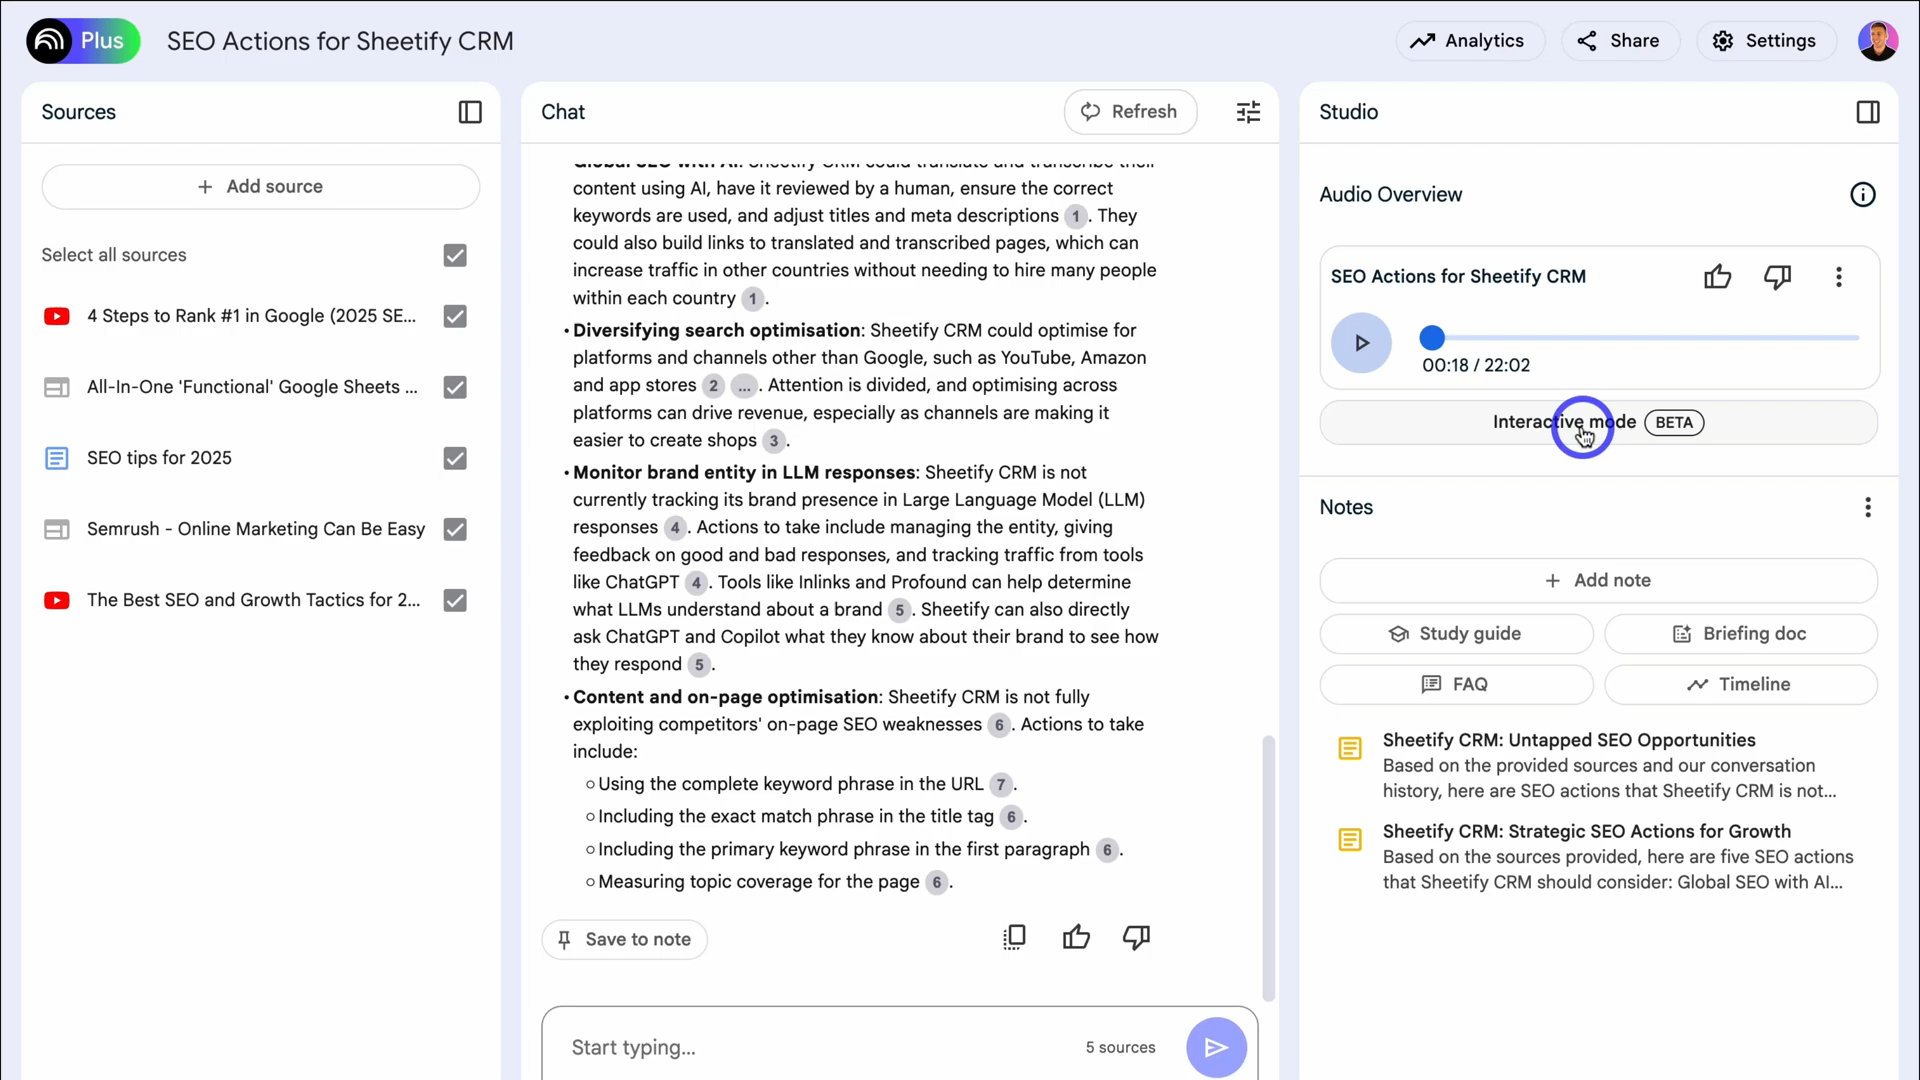 Plus
SEO Actions for Sheetify CRM
Analytics
Share
Settings
Sources
Add source
Select all sources
4 Steps to Rank #1 in Google (2025 SE...
All-In-One 'Functional' Google Sheets ...
SEO tips for 2025
Semrush - Online Marketing Can Be Easy
The Best SEO and Growth Tactics for 2...
Chat
Refresh
Global SEO with AI: Sheetify CRM could translate and transcribe their
content using AI, have it reviewed by a human, ensure the correct
keywords are used, and adjust titles and meta descriptions 1 . They
could also build links to translated and transcribed pages, which can
increase traffic in other countries without needing to hire many people
within each country 1 .
• Diversifying search optimisation: Sheetify CRM could optimise for
platforms and channels other than Google, such as YouTube, Amazon
and app stores 2 ... . Attention is divided, and optimising across
platforms can drive revenue, especially as channels are making it
easier to create shops 3 .
• Monitor brand entity in LLM responses: Sheetify CRM is not
currently tracking its brand presence in Large Language Model (LLM)
responses 4 . Actions to take include managing the entity, giving
feedback on good and bad responses, and tracking traffic from tools
like ChatGPT 4 . Tools like Inlinks and Profound can help determine
what LLMs understand about a brand 5 . Sheetify can also directly
ask ChatGPT and Copilot what they know about their brand to see how
they respond 5 .
• Content and on-page optimisation: Sheetify CRM is not fully
exploiting competitors' on-page SEO weaknesses 6 . Actions to take
include:
○ Using the complete keyword phrase in the URL 7 .
○ Including the exact match phrase in the title tag 6 .
○ Including the primary keyword phrase in the first paragraph 6 .
○ Measuring topic coverage for the page 6 .
Save to note
Start typing...
5 sources
Studio
Audio Overview
SEO Actions for Sheetify CRM
00:18 / 22:02
Interactive mode BETA
Notes
Add note
Study guide
Briefing doc
FAQ
Timeline
Sheetify CRM: Untapped SEO Opportunities
Based on the provided sources and our conversation
history, here are SEO actions that Sheetify CRM is not...
Sheetify CRM: Strategic SEO Actions for Growth
Based on the sources provided, here are five SEO actions
that Sheetify CRM should consider: Global SEO with AI...